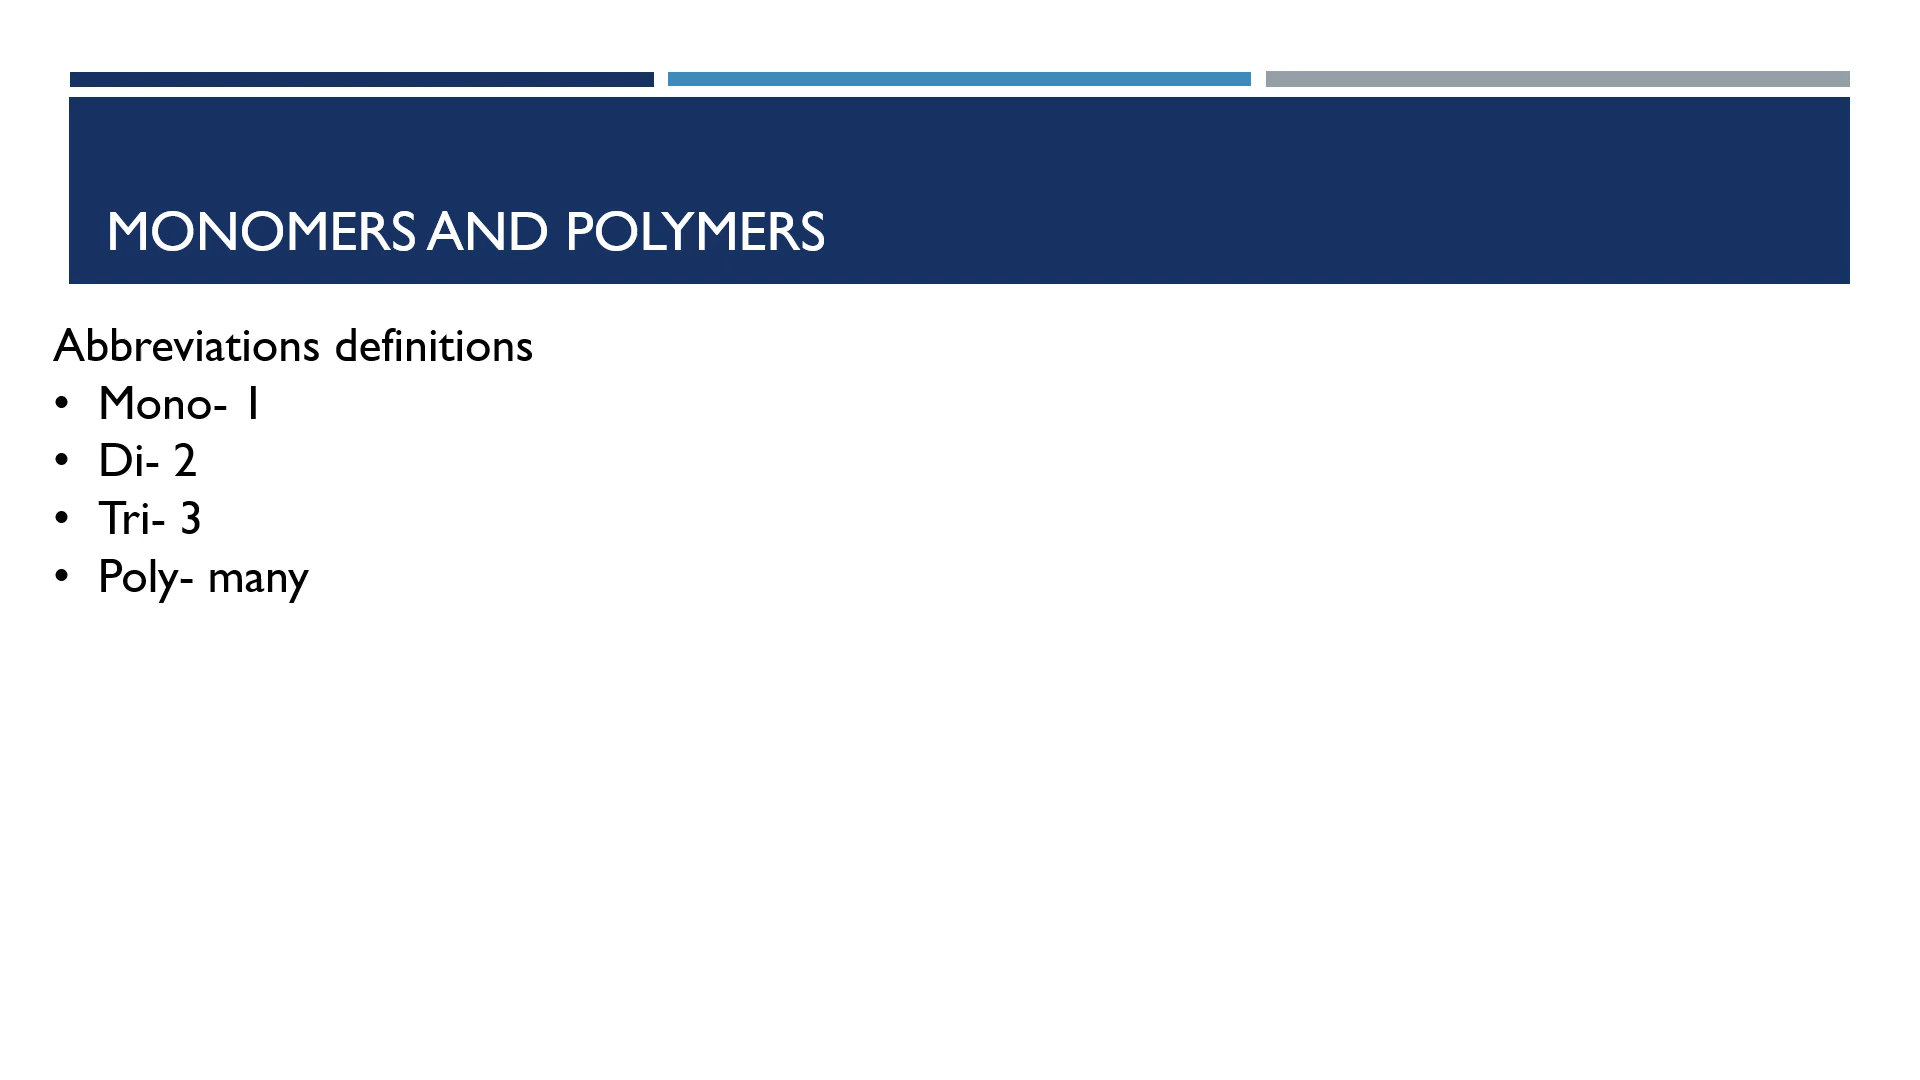 MONOMERS AND POLYMERS
Abbreviations definitions
• Mono- 1
• Di- 2
• Tri- 3
• Poly- many